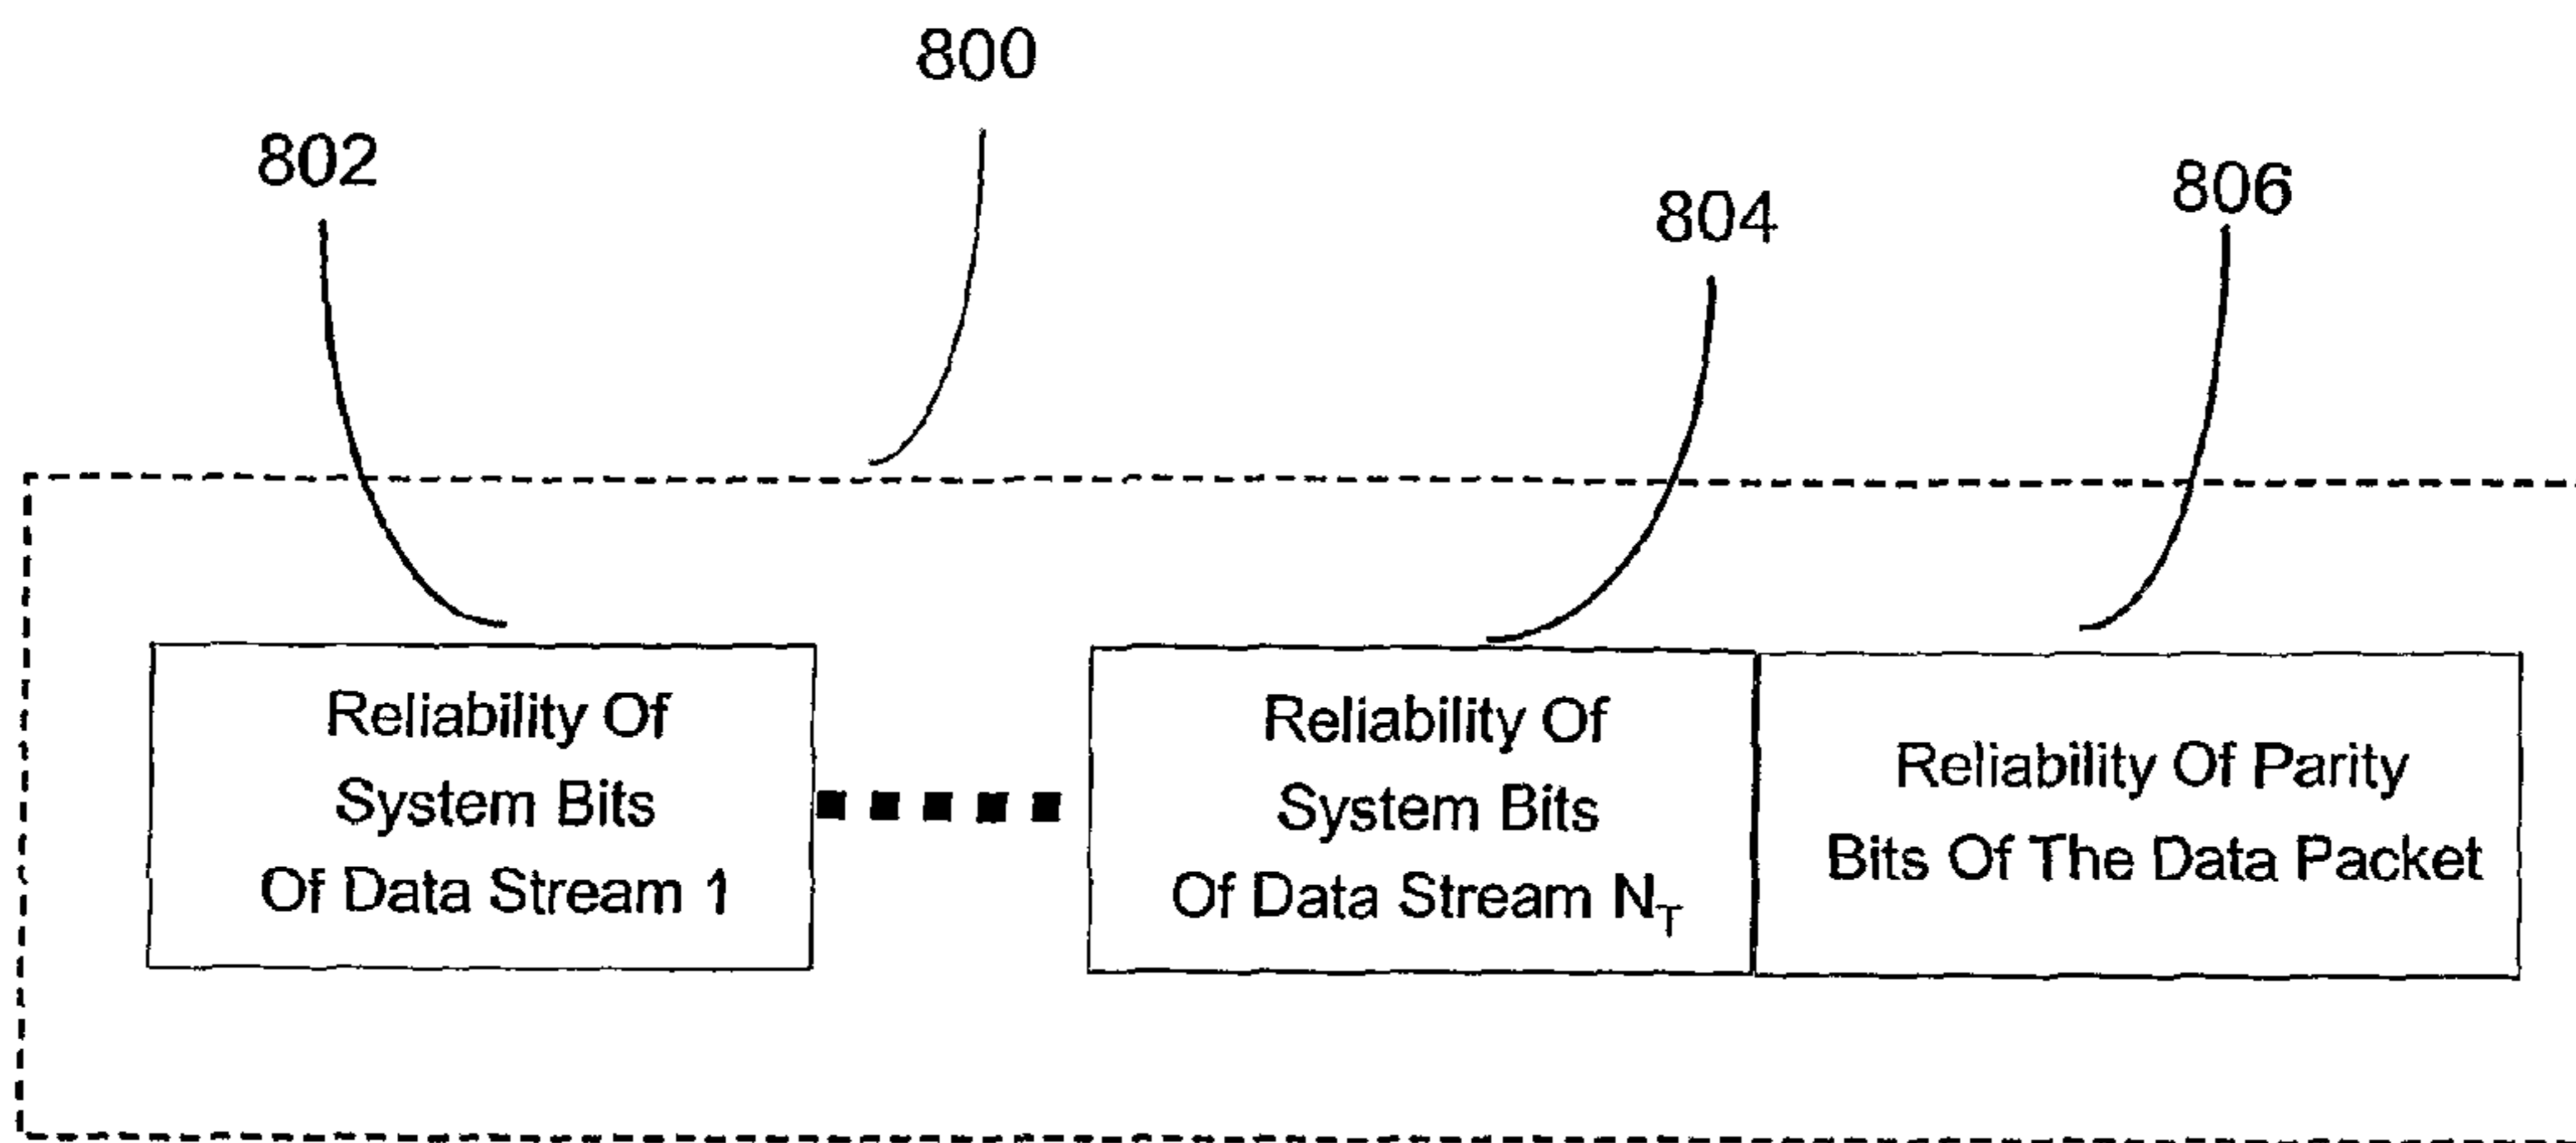 800
802
804
806
Reliability Of
System Bits
Of Data Stream 1
Reliability Of
System Bits
Of Data Stream N_T
Reliability Of Parity
Bits Of The Data Packet